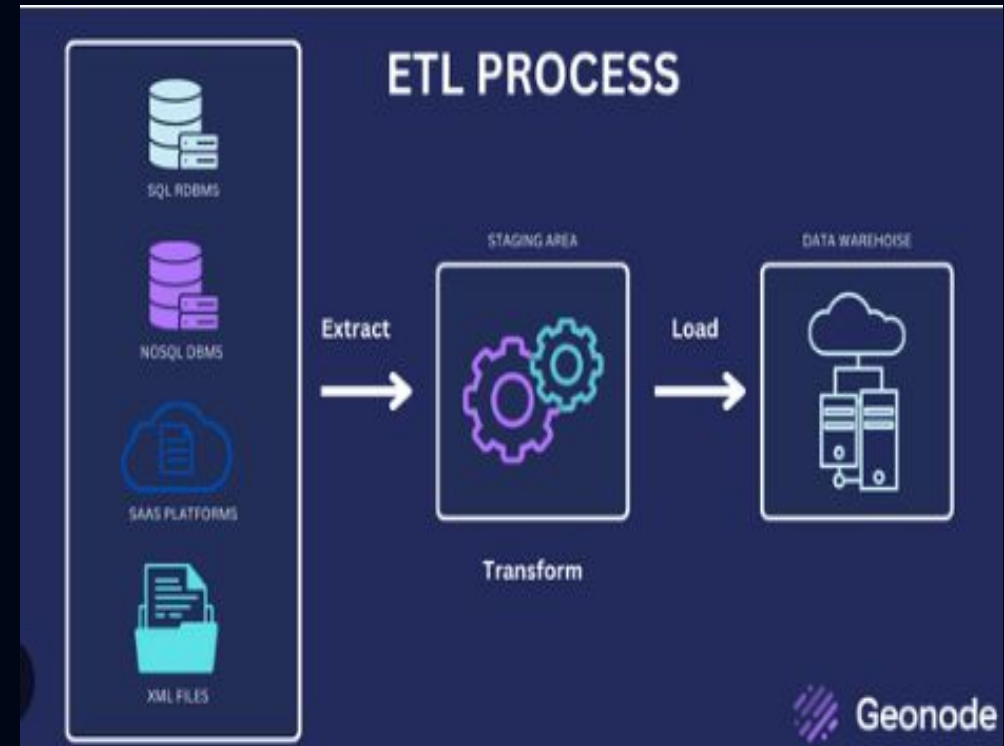 ETL PROCESS
SQL RDBMS
NOSQL DBMS
SAAS PLATFORMS
XML FILES
Extract
STAGING AREA
Transform
Load
DATA WAREHOISE
Geonode